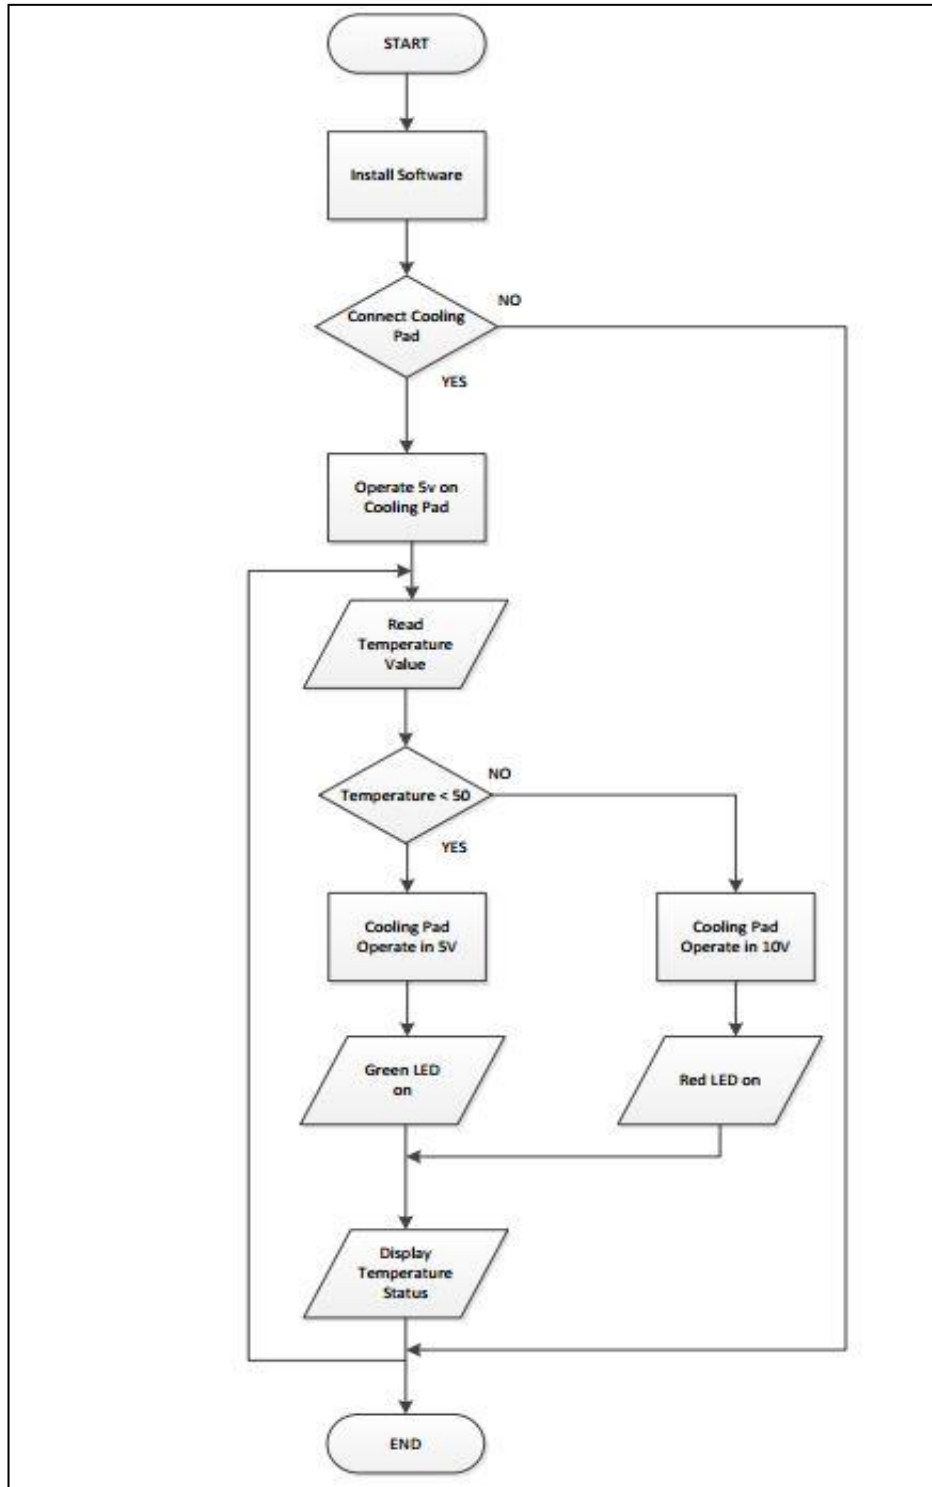 START
Install Software
NO
Connect Cooling
Pad
YES
Operate 5v on
Cooling Pad
Read
Temperature
Value
NO
Temperature < 50
YES
Cooling Pad
Operate in 5V
Cooling Pad
Operate in 10V
Green LED
on
Red LED on
Display
Temperature
Status
END